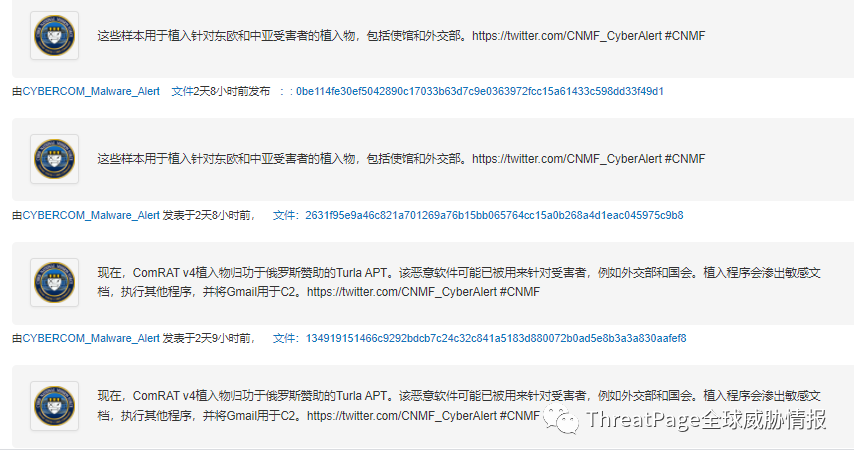 这些样本用于植入针对东欧和中亚受害者的植入物，包括使馆和外交部。https://twitter.com/CNMF_CyberAlert #CNMF
由CYBERCOM_Malware_Alert 文件2天8小时前发布 ：: 0be114fe30ef5042890c17033b63d7c9e0363972fcc15a61433c598dd33f49d1
这些样本用于植入针对东欧和中亚受害者的植入物，包括使馆和外交部。https://twitter.com/CNMF_CyberAlert #CNMF
由CYBERCOM_Malware_Alert 发表于2天8小时前， 文件：2631f95e9a46c821a701269a76b15bb065764cc15a0b268a4d1eac045975c9b8
现在，ComRAT v4植入物归功于俄罗斯赞助的Turla APT。该恶意软件可能已被用来针对受害者，例如外交部和国会。植入程序会渗出敏感文
档，执行其他程序，并将Gmail用于C2。https://twitter.com/CNMF_CyberAlert #CNMF
由CYBERCOM_Malware_Alert 发表于2天9小时前， 文件：134919151466c9292bdcb7c24c32c841a5183d880072b0ad5e8b3a3a830aafef8
现在，ComRAT v4植入物归功于俄罗斯赞助的Turla APT。该恶意软件可能已被用来针对受害者，例如外交部和国会。植入程序会渗出敏感文
档，执行其他程序，并将Gmail用于C2。https://twitter.com/CNMF_CyberAlert #CNMF
ThreatPage全球威胁情报